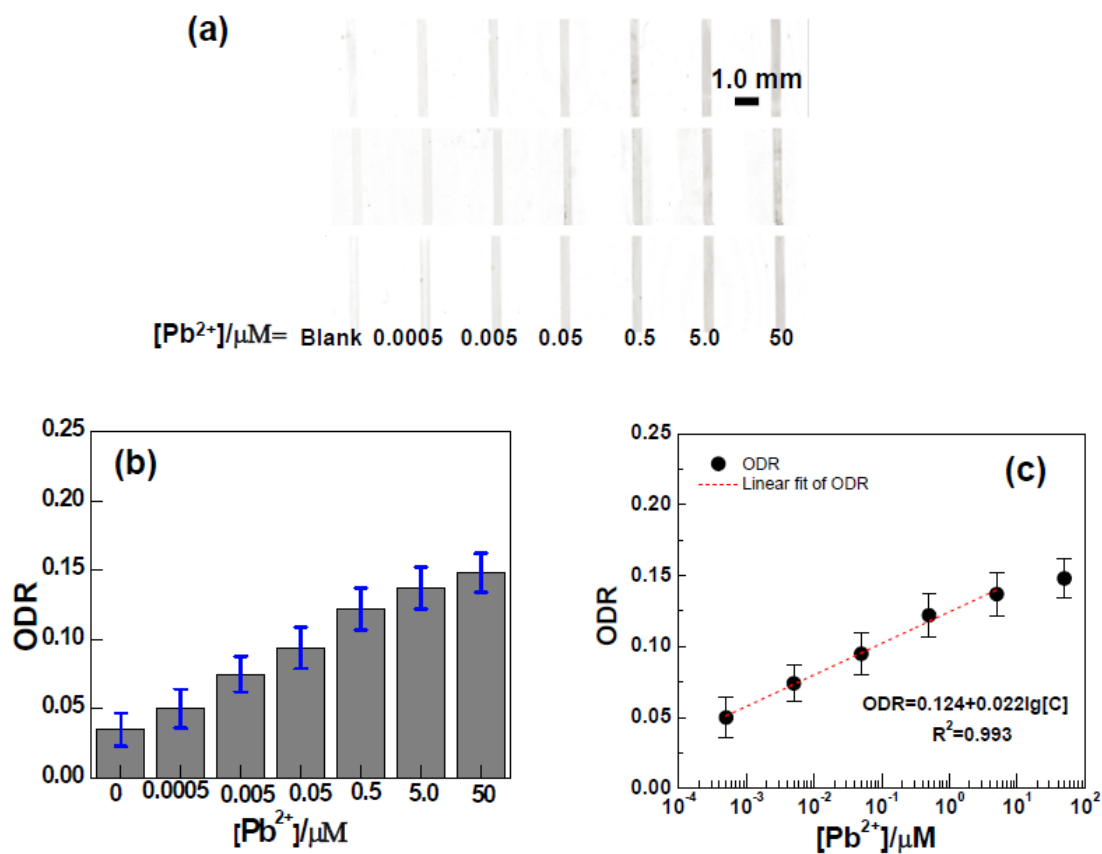 (a)
1.0 mm
[Pb²⁺]/μM= Blank 0.0005 0.005 0.05 0.5 5.0 50
(b)
0.25
0.20
0.15
0.10
0.05
0.00
ODR
0 0.0005 0.005 0.05 0.5 5.0 50
[Pb²⁺]/μM
(c)
ODR
Linear fit of ODR
0.25
0.20
0.15
0.10
0.05
0.00
ODR
ODR=0.124+0.022lg[C]
R²=0.993
10⁻⁴ 10⁻³ 10⁻² 10⁻¹ 10⁰ 10¹ 10²
[Pb²⁺]/μM